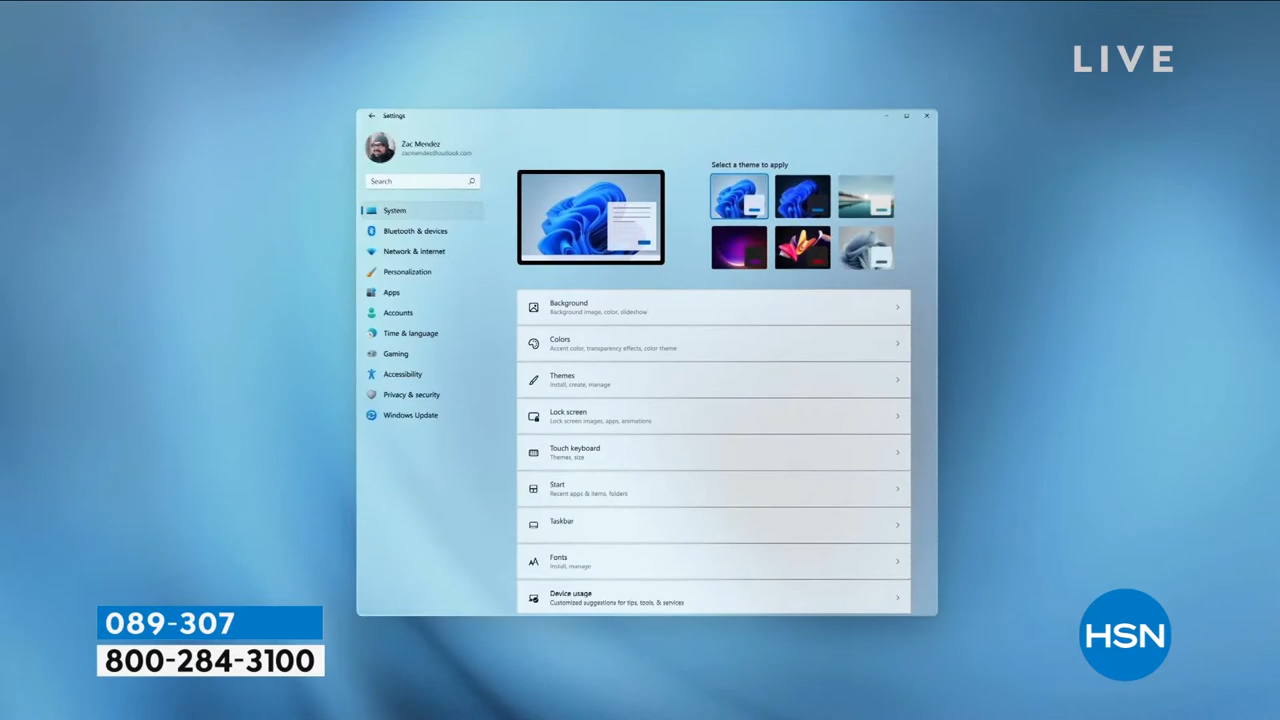 LIVE
Settings
Zac Mendez
zacmendez@outlook.com
Search
System
Bluetooth & devices
Network & internet
Personalization
Apps
Accounts
Time & language
Gaming
Accessibility
Privacy & security
Windows Update
Select a theme to apply
Background
Background image, color, slideshow
Colors
Accent color, transparency effects, color theme
Themes
Install, create, manage
Lock screen
Lock screen images, apps, animations
Touch keyboard
Themes, size
Start
Recent apps & items, folders
Taskbar
Fonts
Install, manage
Device usage
Customized suggestions for tips, tools, & services
089-307
800-284-3100
HSN